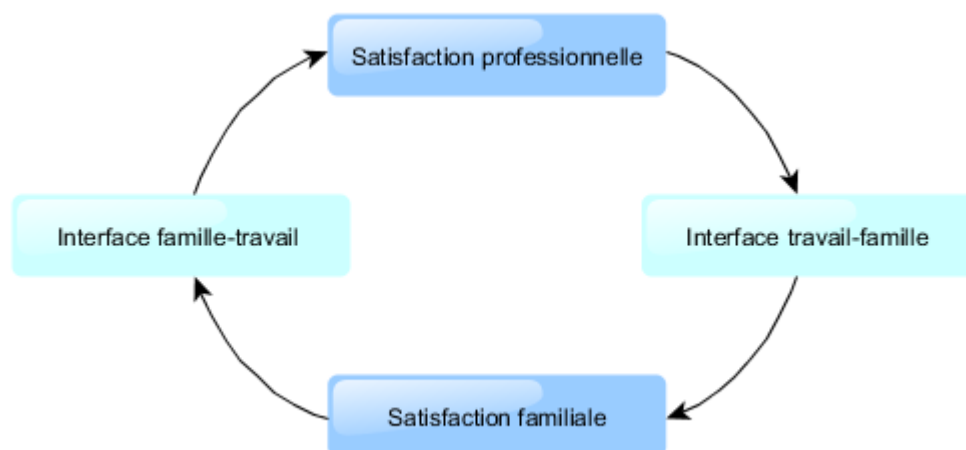 Satisfaction professionnelle
Interface famille-travail
Interface travail-famille
Satisfaction familiale